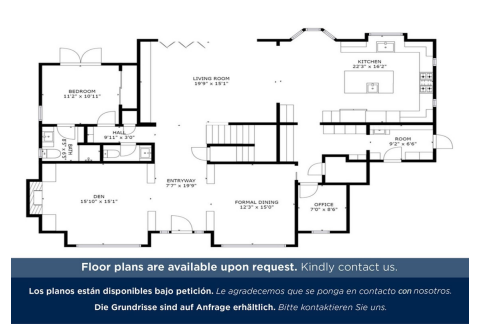 KITCHEN
22'3" x 16'2"
LIVING ROOM
19'9" x 18'1"
BEDROOM
11'2" x 10'11"
HALL
9'11" x 3'0"
BATH
ROOM
9'2" x 6'6"
ENTRYWAY
7'7" x 19'9"
DEN
15'10" x 15'1"
FORMAL DINING
12'3" x 15'0"
OFFICE
7'0" x 8'6"
Floor plans are available upon request. Kindly contact us.
Los planos están disponibles bajo petición. Le agradecemos que se ponga en contacto con nosotros.
Die Grundrisse sind auf Anfrage erhältlich. Bitte kontaktieren Sie uns.